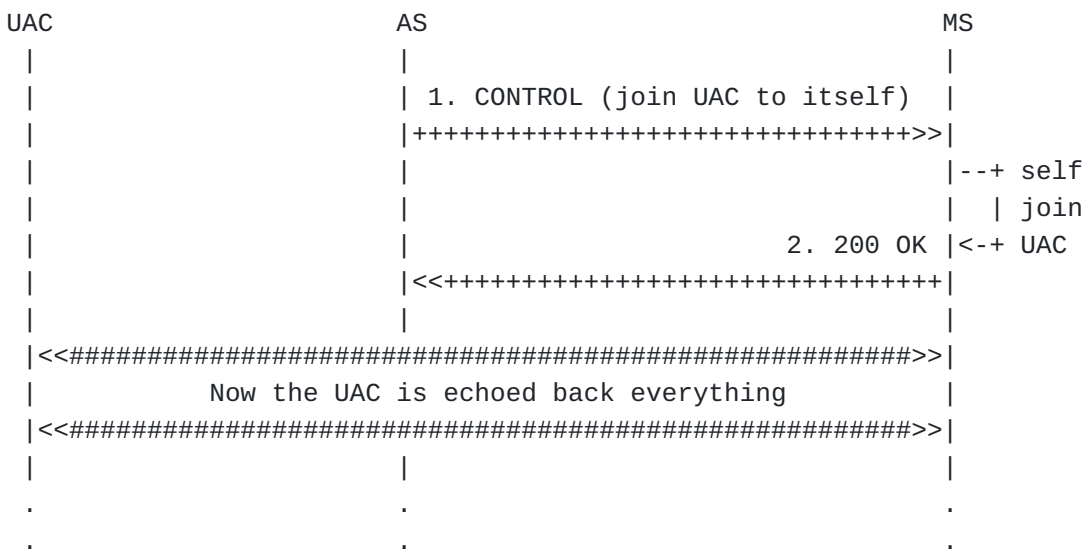 UAC                      AS                                 MS
 |                       |                                  |
 |                       | 1. CONTROL (join UAC to itself)  |
 |                       |++++++++++++++++++++++++++++++++>>|
 |                       |                                  |--+ self
 |                       |                                  |  | join
 |                       |                        2. 200 OK |<-+ UAC
 |                       |<<++++++++++++++++++++++++++++++++|
 |                       |                                  |
 |<<######################################################>>|
 |           Now the UAC is echoed back everything          |
 |<<######################################################>>|
 |                       |                                  |
 .                       .                                  .
 .                       .                                  .